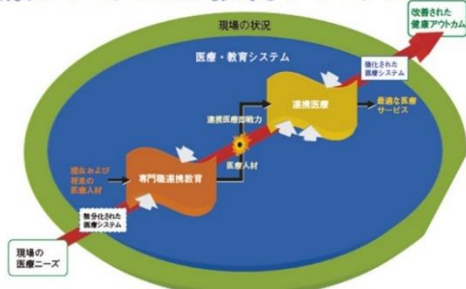 改善された
健康アウトカム
現場の状況
医療・教育システム
強化された
医療システム
連携医療
最適な医療
サービス
連携医療即戦力
医療人材
現在および
将来の
医療人材
専門職連携教育
無分化された
医療システム
現場の
医療ニーズ